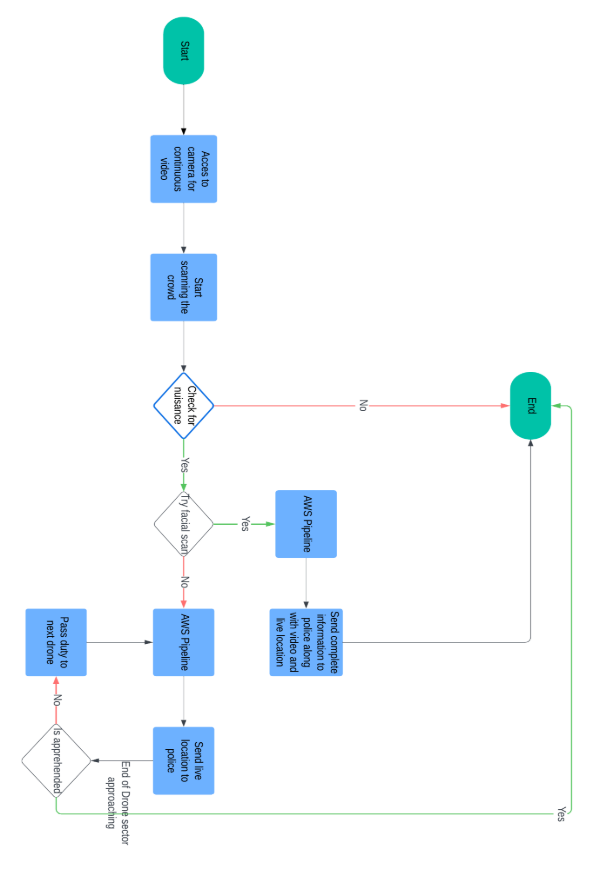 Start
Acces to
camera for
continuous
video
Start
scanning the
crowd
Check for
nuisance
No
End
Yes
Try facial scan
Yes
AWS Pipeline
Send complete
information to
police along
with video and
live location
No
AWS Pipeline
Send live
location to
police
End of Drone sector
approaching
Is apprehended
No
Pass duty to
next drone
Yes